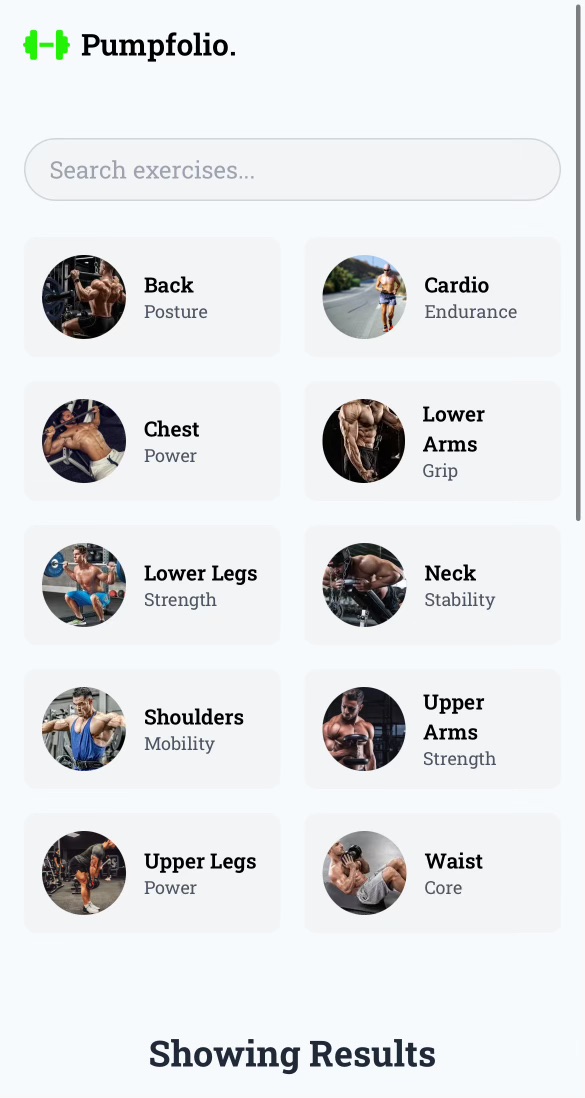 Pumpfolio.
Search exercises...
Back
Posture
Cardio
Endurance
Chest
Power
Lower
Arms
Grip
Lower Legs
Strength
Neck
Stability
Shoulders
Mobility
Upper
Arms
Strength
Upper Legs
Power
Waist
Core
Showing Results